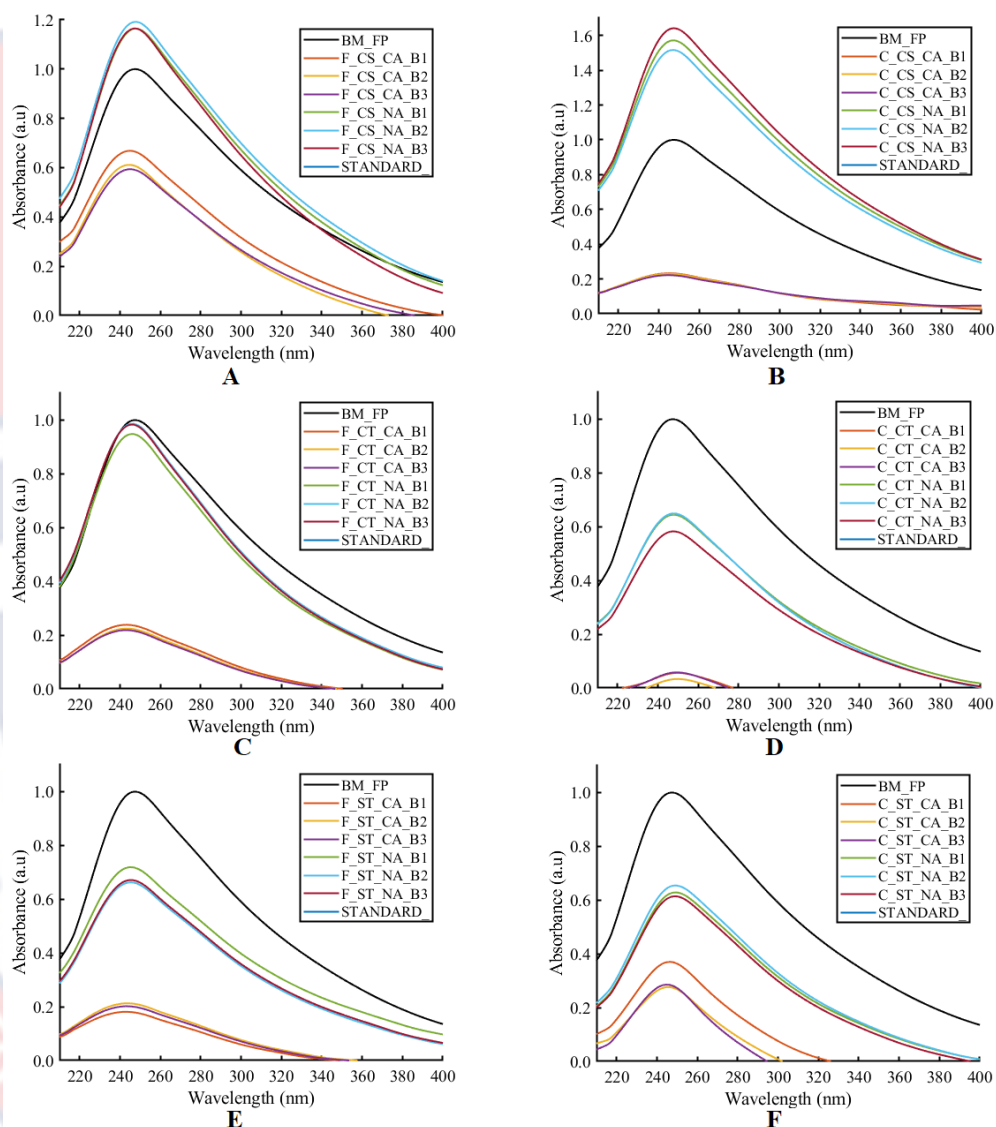 1.2
1.0
0.8
0.6
0.4
0.2
0.0
Absorbance (a.u)
BM_FP
F_CS_CA_B1
F_CS_CA_B2
F_CS_CA_B3
F_CS_NA_B1
F_CS_NA_B2
F_CS_NA_B3
STANDARD_
220 240 260 280 300 320 340 360 380 400
Wavelength (nm)
A
1.6
1.4
1.2
1.0
0.8
0.6
0.4
0.2
0.0
Absorbance (a.u)
BM_FP
C_CS_CA_B1
C_CS_CA_B2
C_CS_CA_B3
C_CS_NA_B1
C_CS_NA_B2
C_CS_NA_B3
STANDARD_
220 240 260 280 300 320 340 360 380 400
Wavelength (nm)
B
1.0
0.8
0.6
0.4
0.2
0.0
Absorbance (a.u)
BM_FP
F_CT_CA_B1
F_CT_CA_B2
F_CT_CA_B3
F_CT_NA_B1
F_CT_NA_B2
F_CT_NA_B3
STANDARD_
220 240 260 280 300 320 340 360 380 400
Wavelength (nm)
C
1.0
0.8
0.6
0.4
0.2
0.0
Absorbance (a.u)
BM_FP
C_CT_CA_B1
C_CT_CA_B2
C_CT_CA_B3
C_CT_NA_B1
C_CT_NA_B2
C_CT_NA_B3
STANDARD_
220 240 260 280 300 320 340 360 380 400
Wavelength (nm)
D
1.0
0.8
0.6
0.4
0.2
0.0
Absorbance (a.u)
BM_FP
F_ST_CA_B1
F_ST_CA_B2
F_ST_CA_B3
F_ST_NA_B1
F_ST_NA_B2
F_ST_NA_B3
STANDARD_
220 240 260 280 300 320 340 360 380 400
Wavelength (nm)
E
1.0
0.8
0.6
0.4
0.2
0.0
Absorbance (a.u)
BM_FP
C_ST_CA_B1
C_ST_CA_B2
C_ST_CA_B3
C_ST_NA_B1
C_ST_NA_B2
C_ST_NA_B3
STANDARD_
220 240 260 280 300 320 340 360 380 400
Wavelength (nm)
F